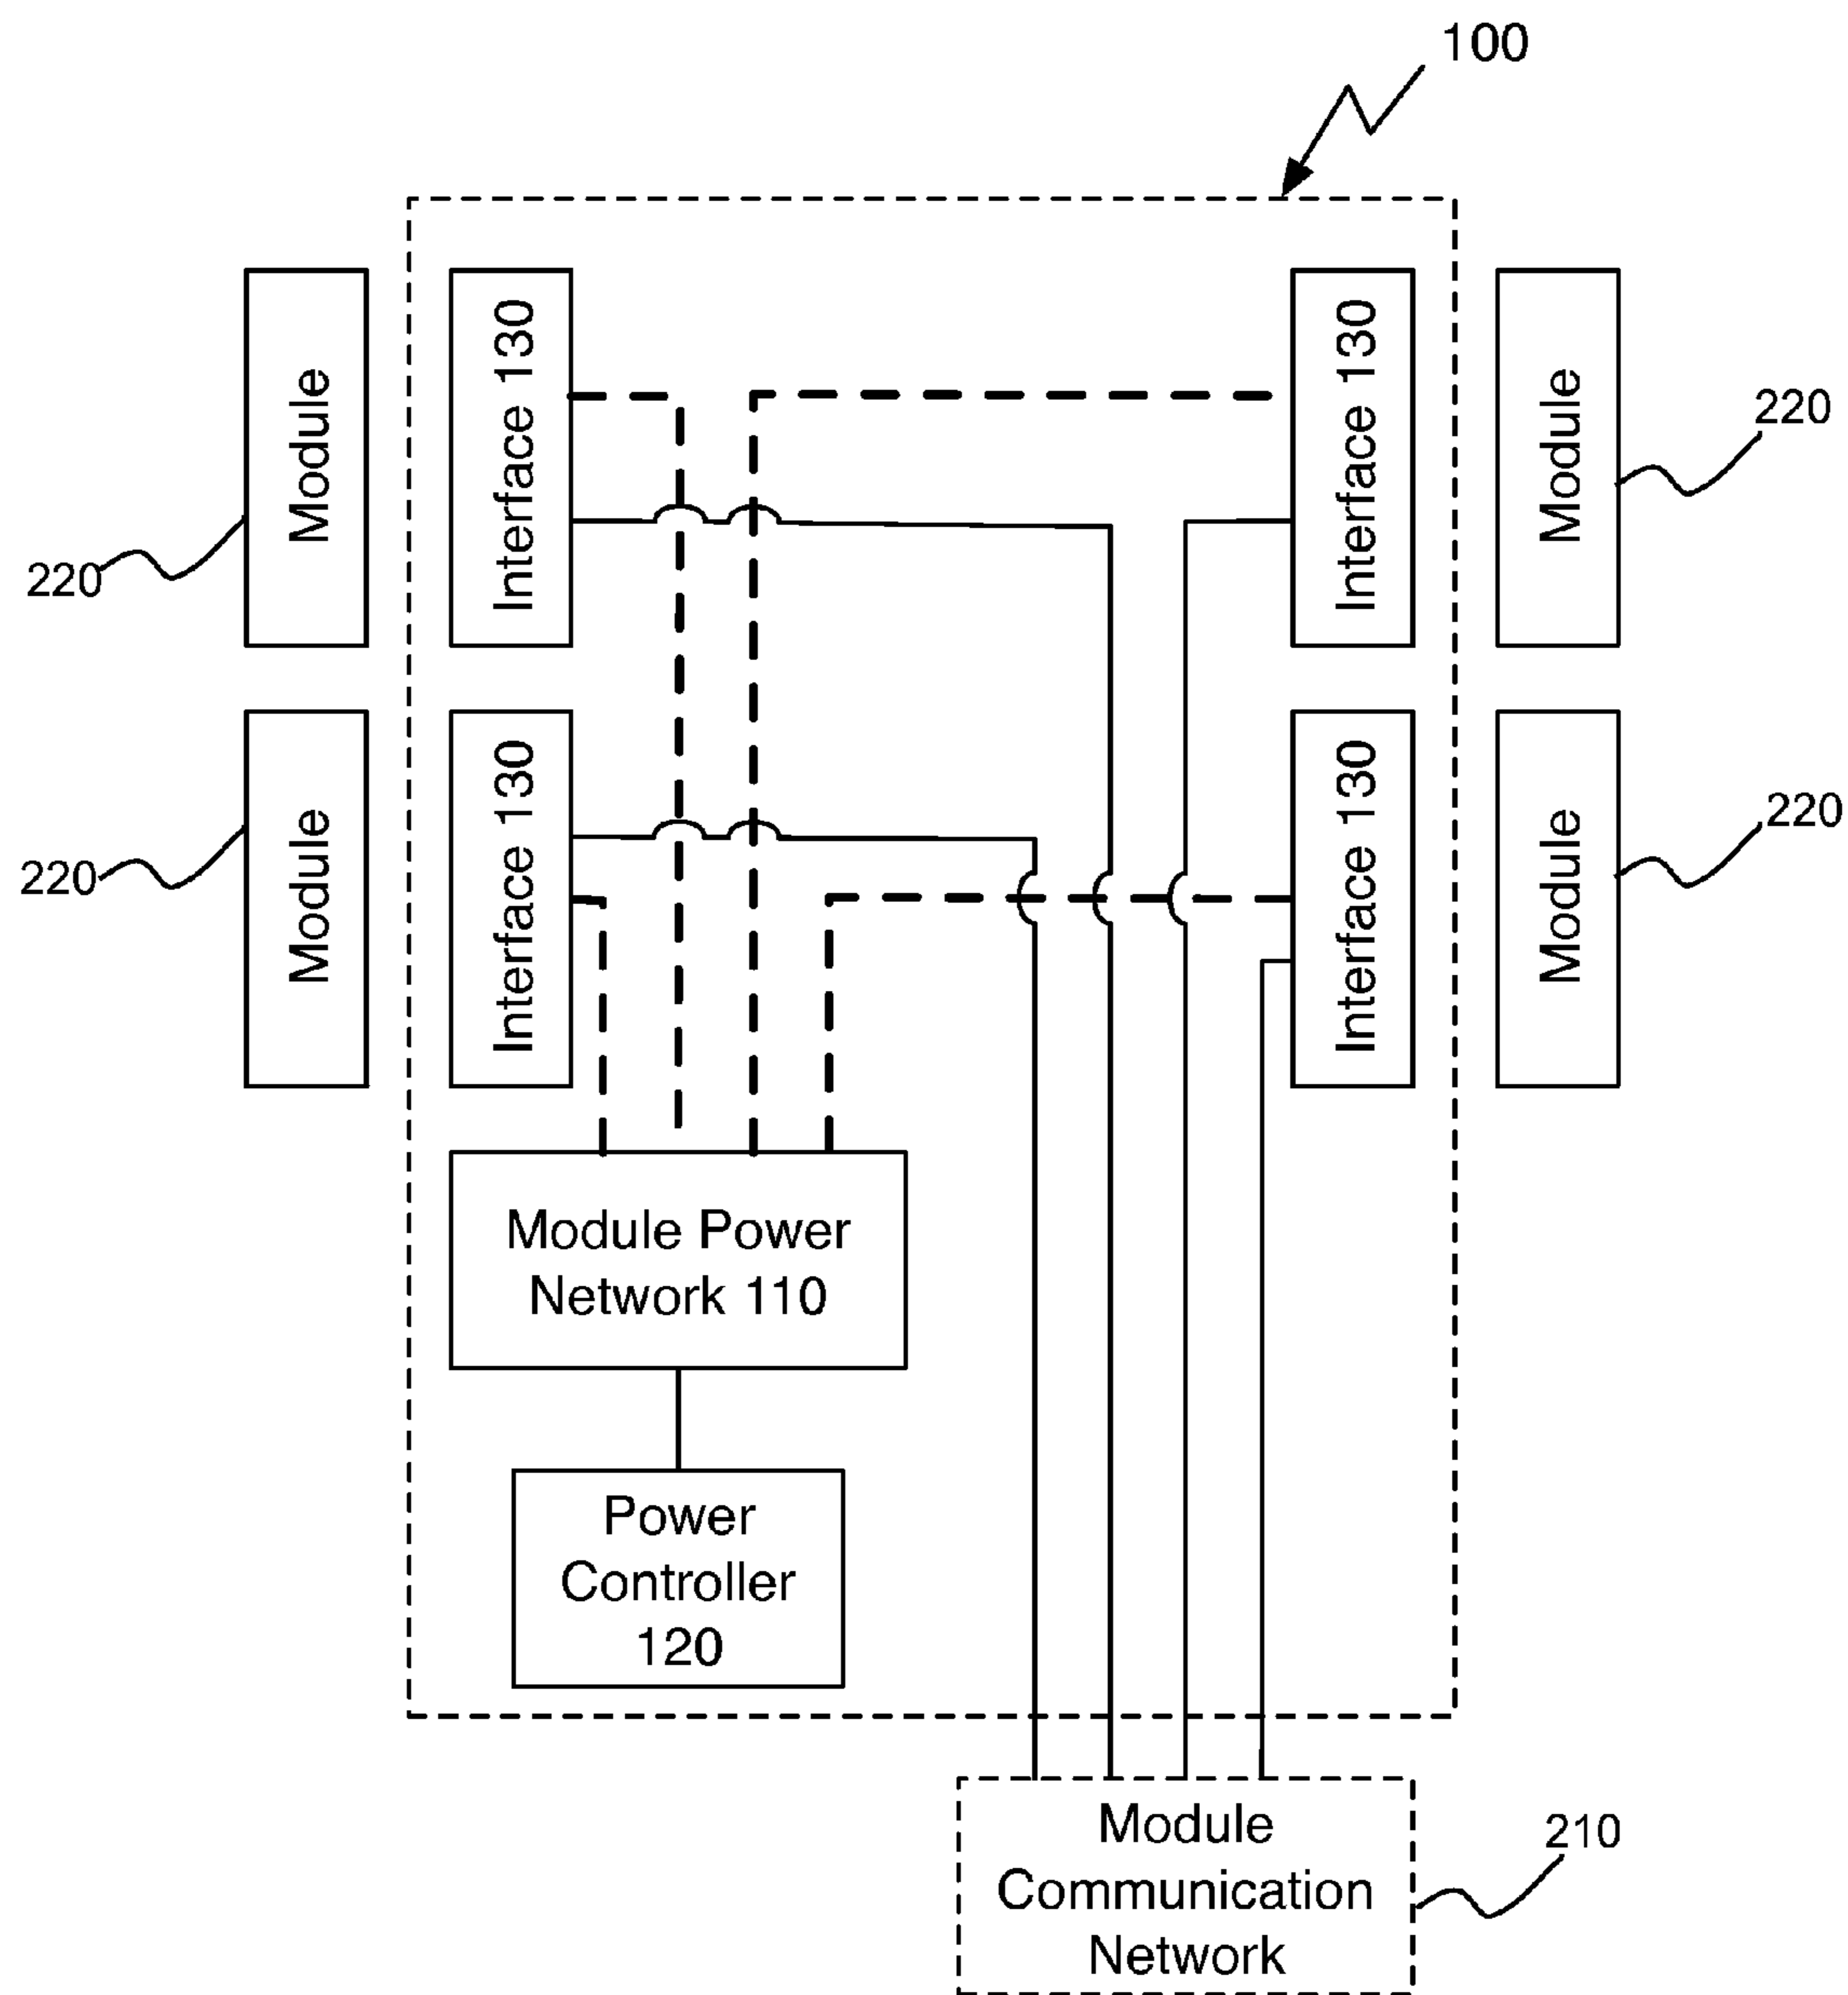 100
Module
Interface 130
Interface 130
Module
220
220
Module
Interface 130
Interface 130
Module
220
220
Module Power
Network 110
Power
Controller
120
Module
Communication
Network
210